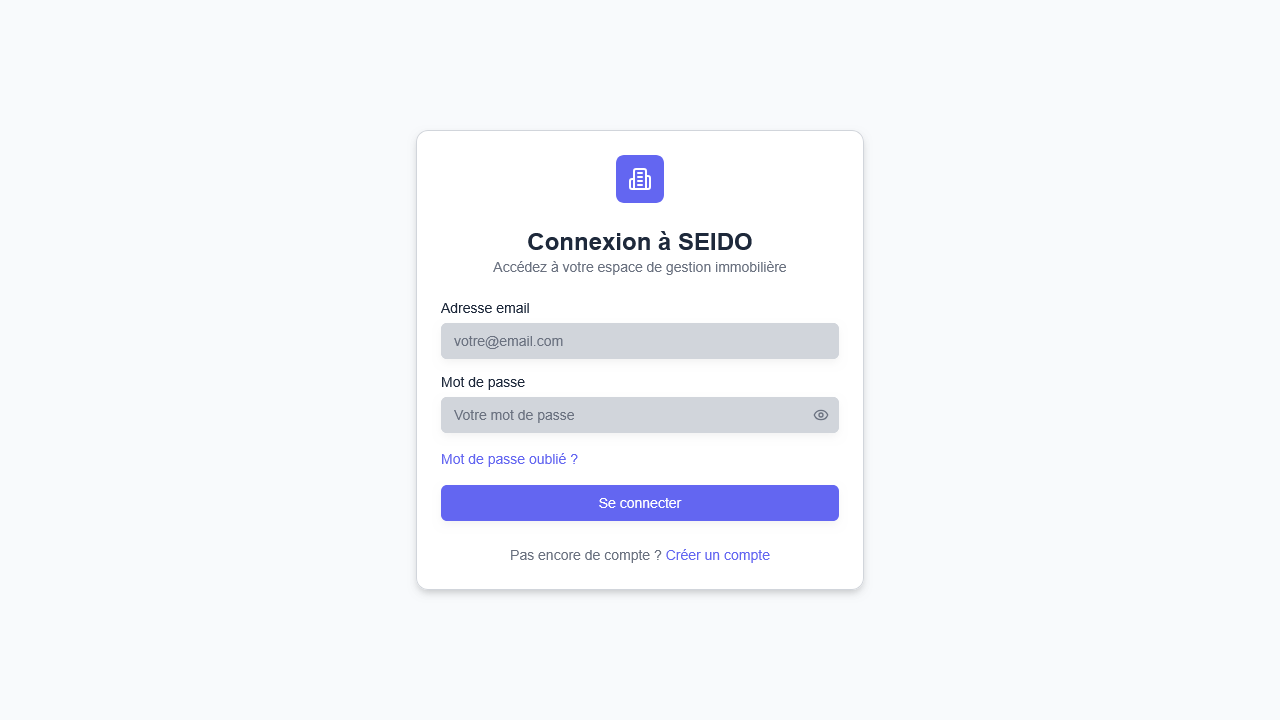 Connexion à SEIDO
Accédez à votre espace de gestion immobilière
Adresse email
votre@email.com
Mot de passe
Votre mot de passe
Mot de passe oublié ?
Se connecter
Pas encore de compte ? Créer un compte